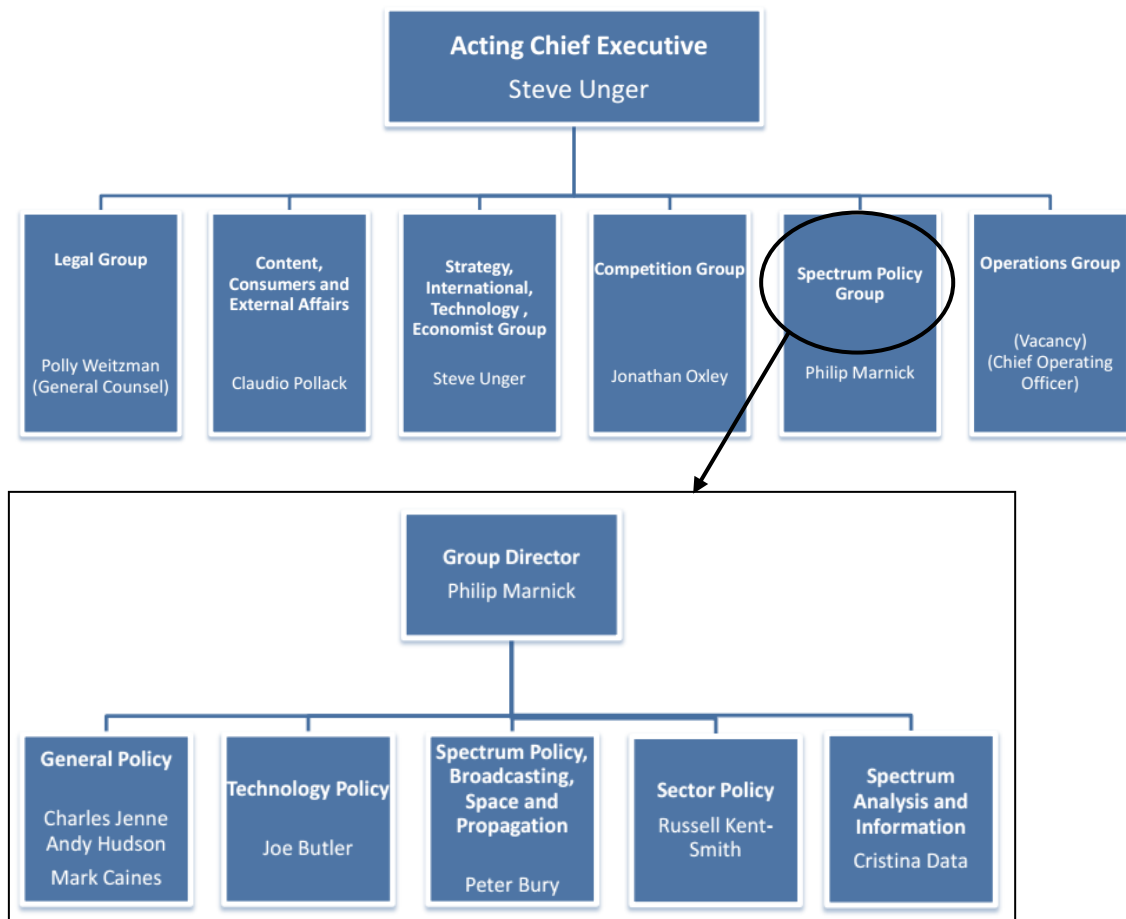 Acting Chief Executive
Steve Unger
Legal Group
Polly Weitzman
(General Counsel)
Content,
Consumers and
External Affairs
Claudio Pollack
Strategy,
International,
Technology ,
Economist Group
Steve Unger
Competition Group
Jonathan Oxley
Spectrum Policy
Group
Philip Marnick
Operations Group
(Vacancy)
(Chief Operating
Officer)
Group Director
Philip Marnick
General Policy
Charles Jenne
Andy Hudson
Mark Caines
Technology Policy
Joe Butler
Spectrum Policy,
Broadcasting,
Space and
Propagation
Peter Bury
Sector Policy
Russell Kent-
Smith
Spectrum
Analysis and
Information
Cristina Data